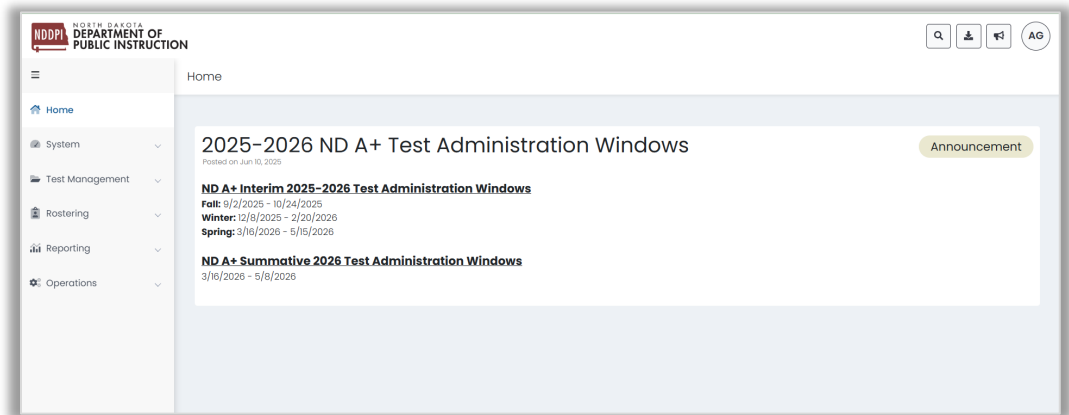 NDDPI
NORTH DAKOTA
DEPARTMENT OF
PUBLIC INSTRUCTION
AG
Home
Home
System
Test Management
Rostering
Reporting
Operations
2025-2026 ND A+ Test Administration Windows
Announcement
Posted on Jun 10, 2025
ND A+ Interim 2025-2026 Test Administration Windows
Fall: 9/2/2025 - 10/24/2025
Winter: 12/8/2025 - 2/20/2026
Spring: 3/16/2026 - 5/15/2026
ND A+ Summative 2026 Test Administration Windows
3/16/2026 - 5/8/2026